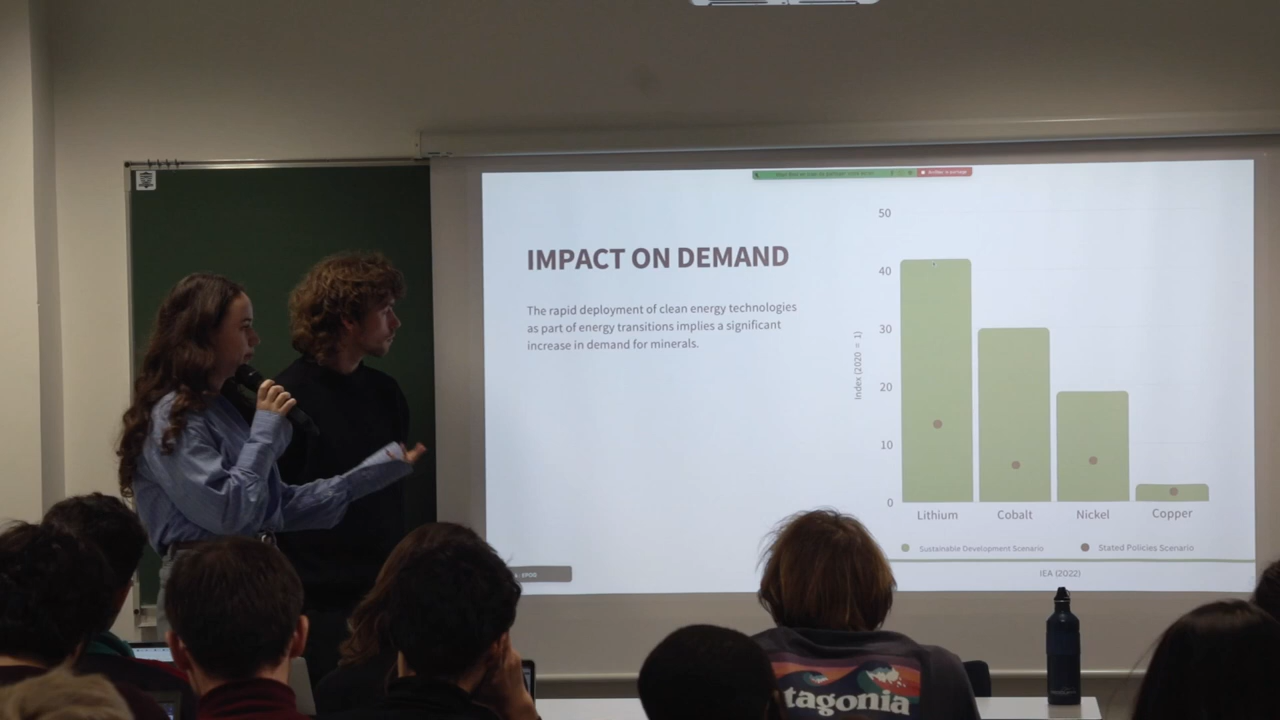 IMPACT ON DEMAND
The rapid deployment of clean energy technologies
as part of energy transitions implies a significant
increase in demand for minerals.
Index (2020 = 1)
50
40
30
20
10
0
Lithium
Cobalt
Nickel
Copper
Sustainable Development Scenario
Stated Policies Scenario
IEA (2022)
tagonia